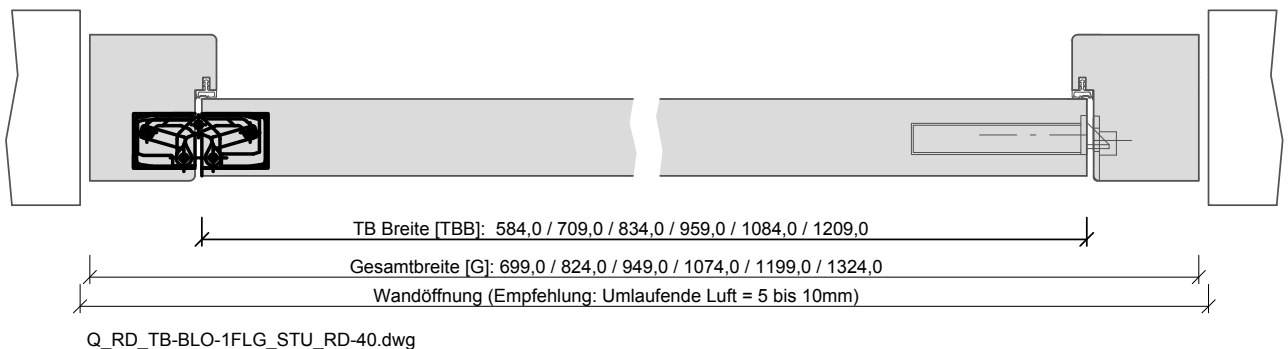 TB Breite [TBB]: 584,0 / 709,0 / 834,0 / 959,0 / 1084,0 / 1209,0
Gesamtbreite [G]: 699,0 / 824,0 / 949,0 / 1074,0 / 1199,0 / 1324,0
Wandöffnung (Empfehlung: Umlaufende Luft = 5 bis 10mm)
Q_RD_TB-BLO-1FLG_STU_RD-40.dwg